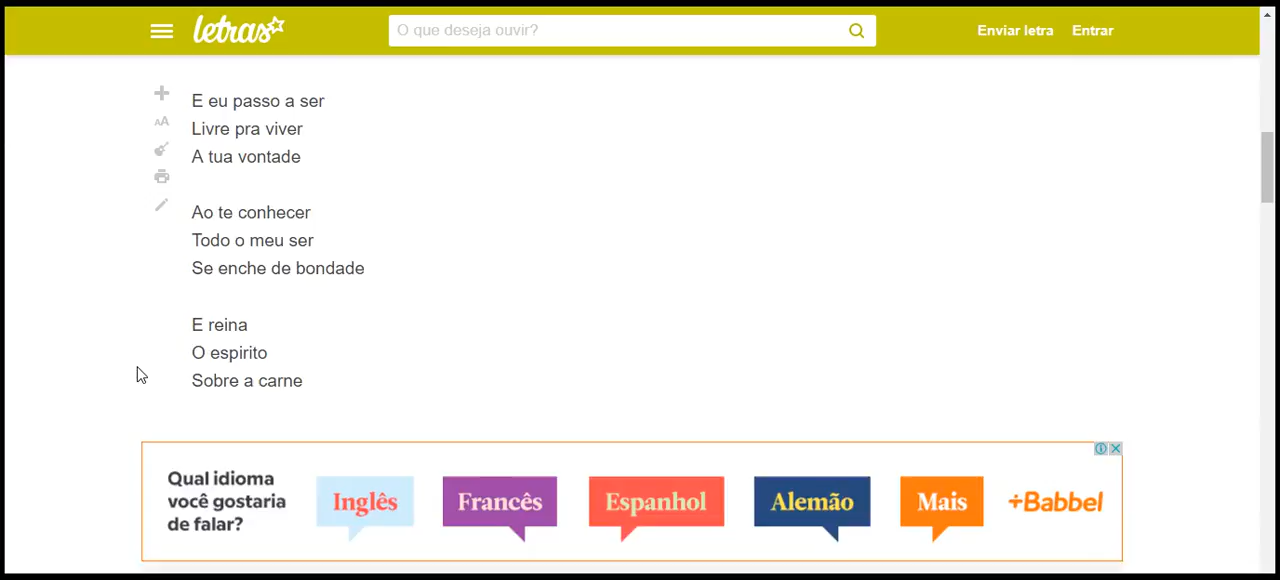 letras
O que deseja ouvir?
Enviar letra
Entrar
AA
E eu passo a ser
Livre pra viver
A tua vontade
Ao te conhecer
Todo o meu ser
Se enche de bondade
E reina
O espirito
Sobre a carne
Qual idioma
você gostaria
de falar?
Inglês
Francês
Espanhol
Alemão
Mais
+Babbel